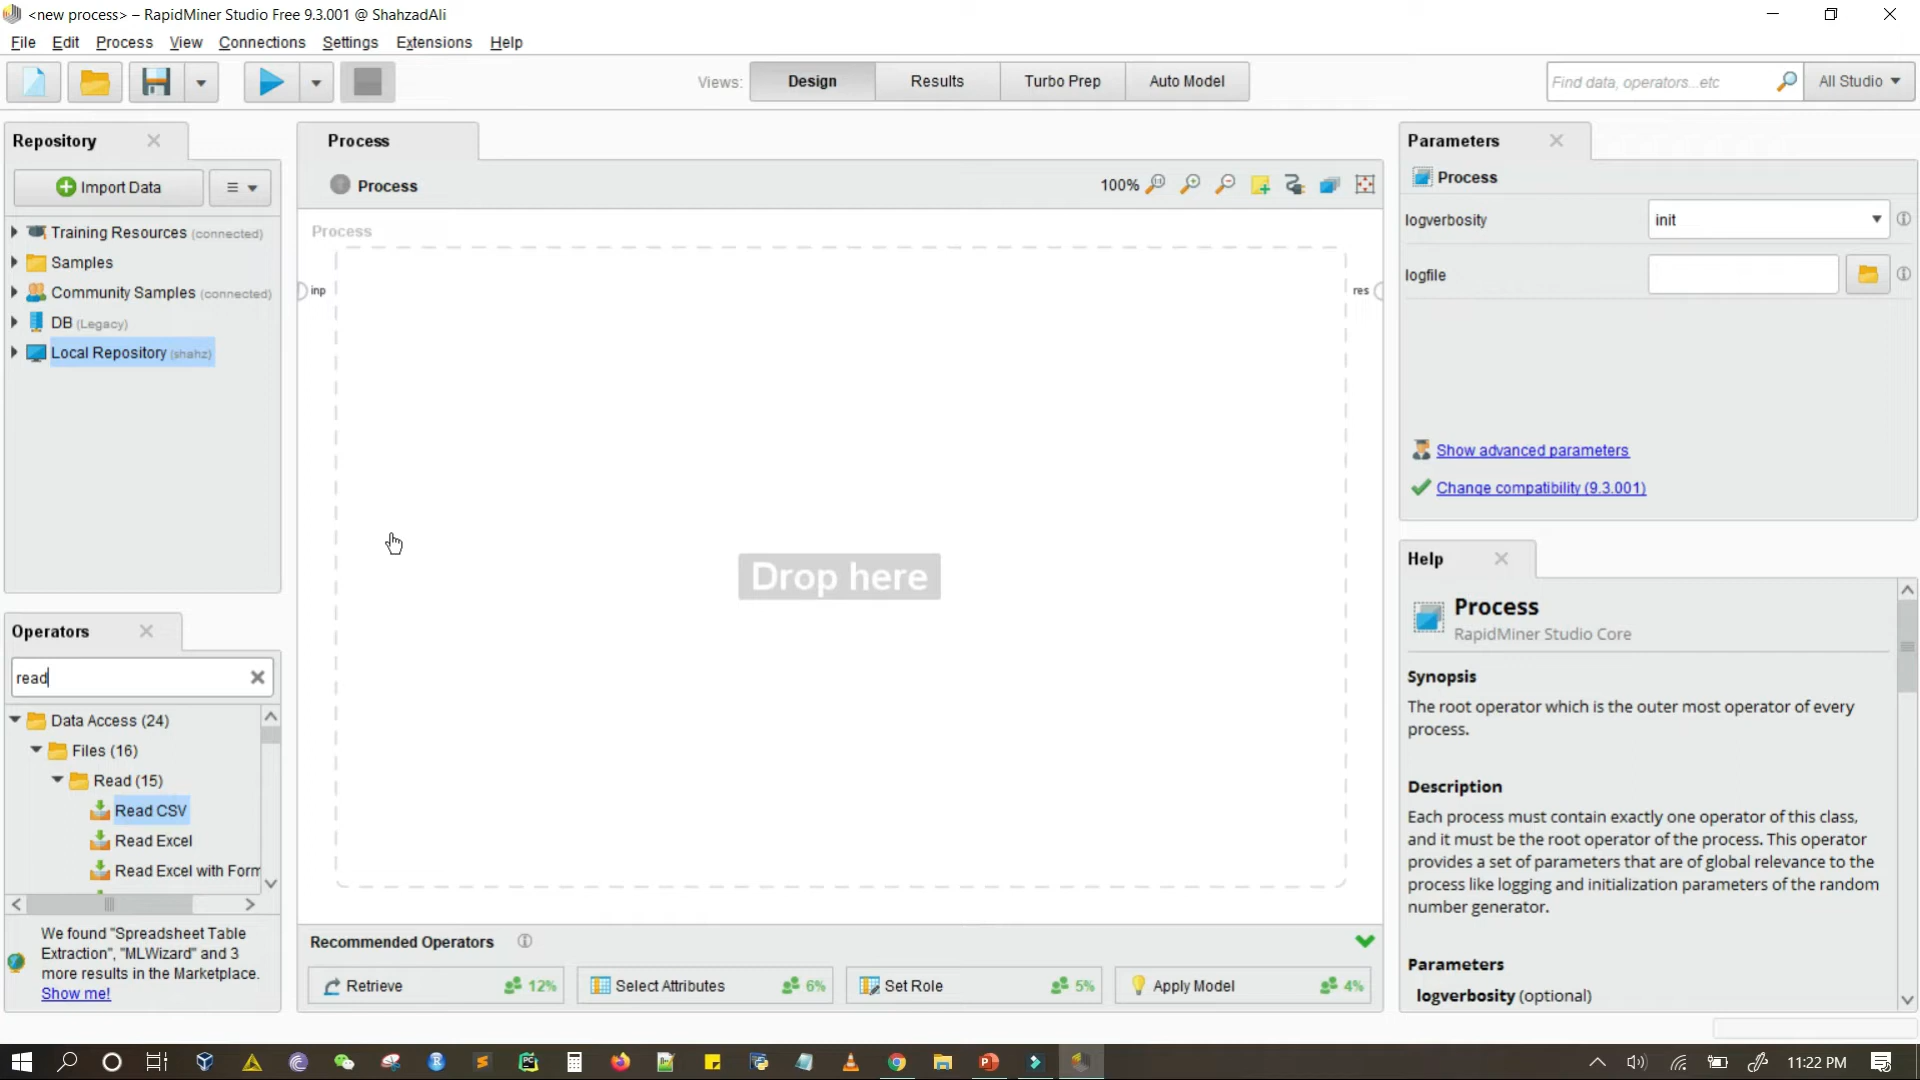 <new process> – RapidMiner Studio Free 9.3.001 @ ShahzadAli
File Edit Process View Connections Settings Extensions Help
Views: Design Results Turbo Prep Auto Model
Find data, operators...etc
All Studio
Repository
Import Data
Training Resources (connected)
Samples
Community Samples (connected)
DB (Legacy)
Local Repository (shahz)
Operators
read
Data Access (24)
Files (16)
Read (15)
Read CSV
Read Excel
Read Excel with Form
We found "Spreadsheet Table
Extraction", "MLWizard" and 3
more results in the Marketplace.
Show me!
Process
Process
100%
Process
inp
res
Drop here
Recommended Operators
Retrieve 12%
Select Attributes 6%
Set Role 5%
Apply Model 4%
Parameters
Process
logverbosity
init
logfile
Show advanced parameters
Change compatibility (9.3.001)
Help
Process
RapidMiner Studio Core
Synopsis
The root operator which is the outer most operator of every
process.
Description
Each process must contain exactly one operator of this class,
and it must be the root operator of the process. This operator
provides a set of parameters that are of global relevance to the
process like logging and initialization parameters of the random
number generator.
Parameters
logverbosity (optional)
11:22 PM